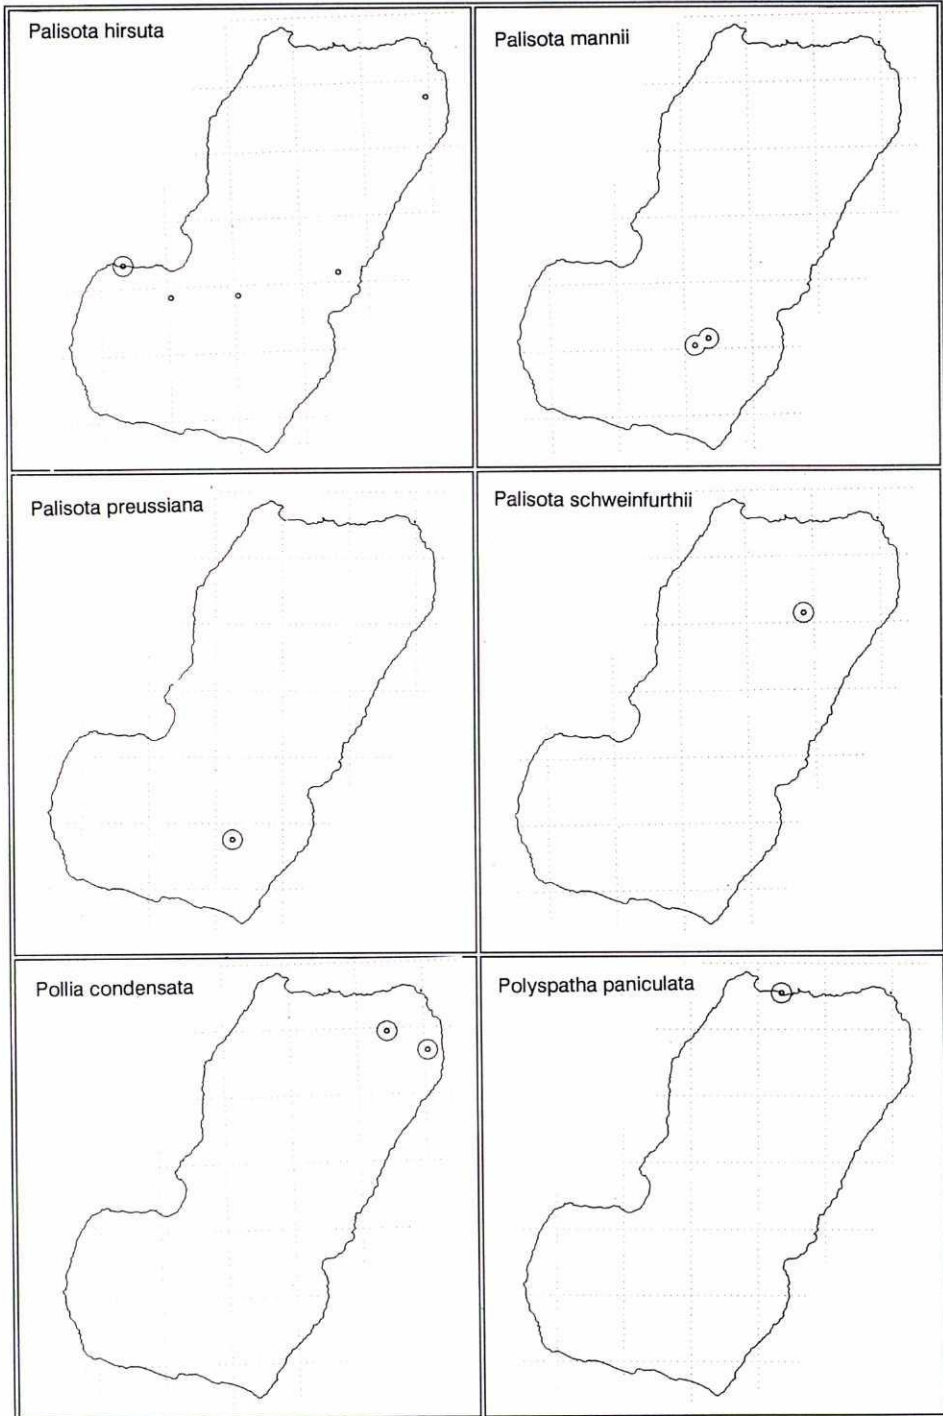 Palisota hirsuta
Palisota mannii
Palisota preussiana
Palisota schweinfurthii
Pollia condensata
Polyspatha paniculata